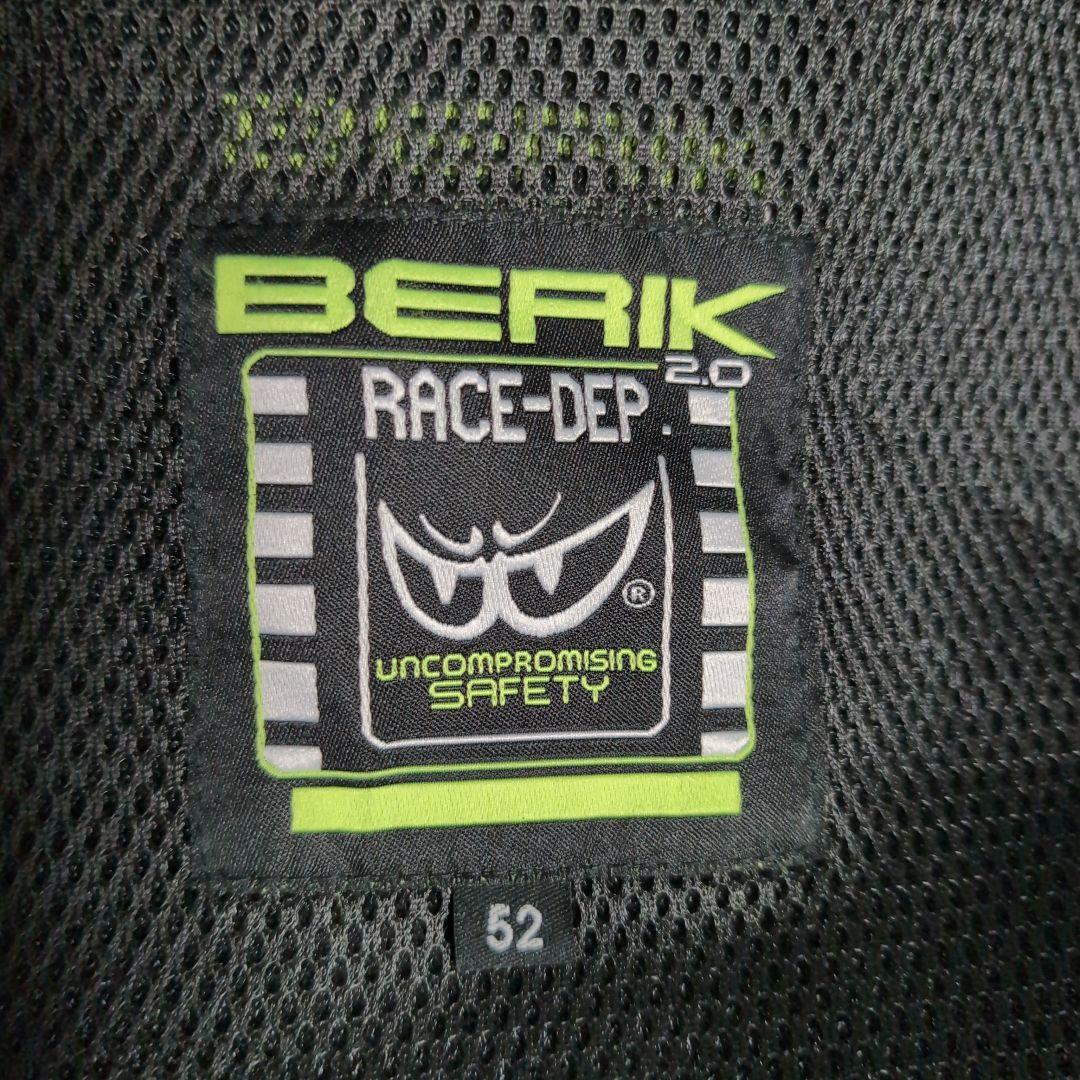 BERIK
2.0
RACE-DEP.
®
UNCOMPROMISING
SAFETY
52